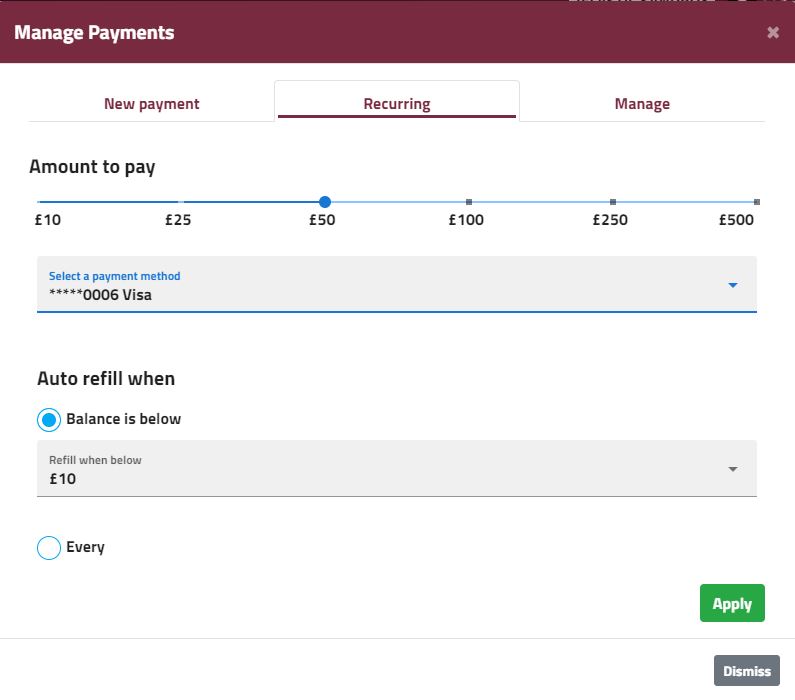 Manage Payments
New payment
Recurring
Manage
Amount to pay
£10 £25 £50 £100 £250 £500
Select a payment method
*****0006 Visa
Auto refill when
Balance is below
Refill when below
£10
Every
Apply
Dismiss